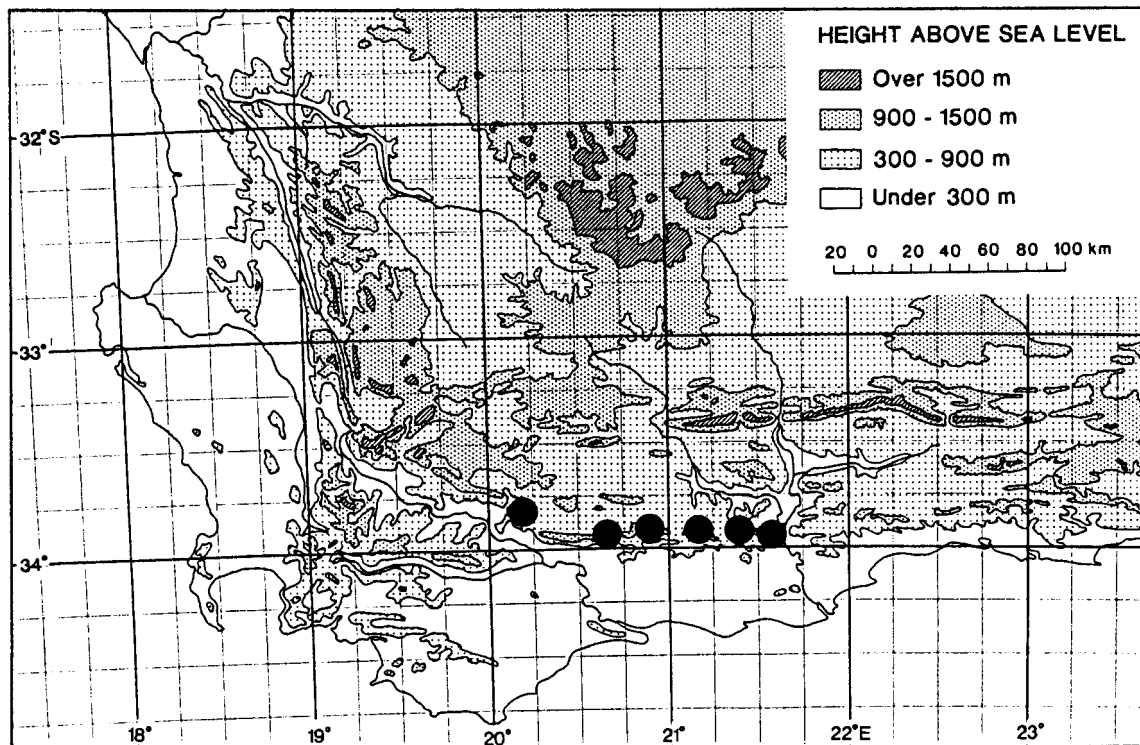 HEIGHT ABOVE SEA LEVEL
Over 1500 m
900 - 1500 m
300 - 900 m
Under 300 m
20 0 20 40 60 80 100 km
32°S
33'
34°
18° 19° 20° 21° 22°E 23°